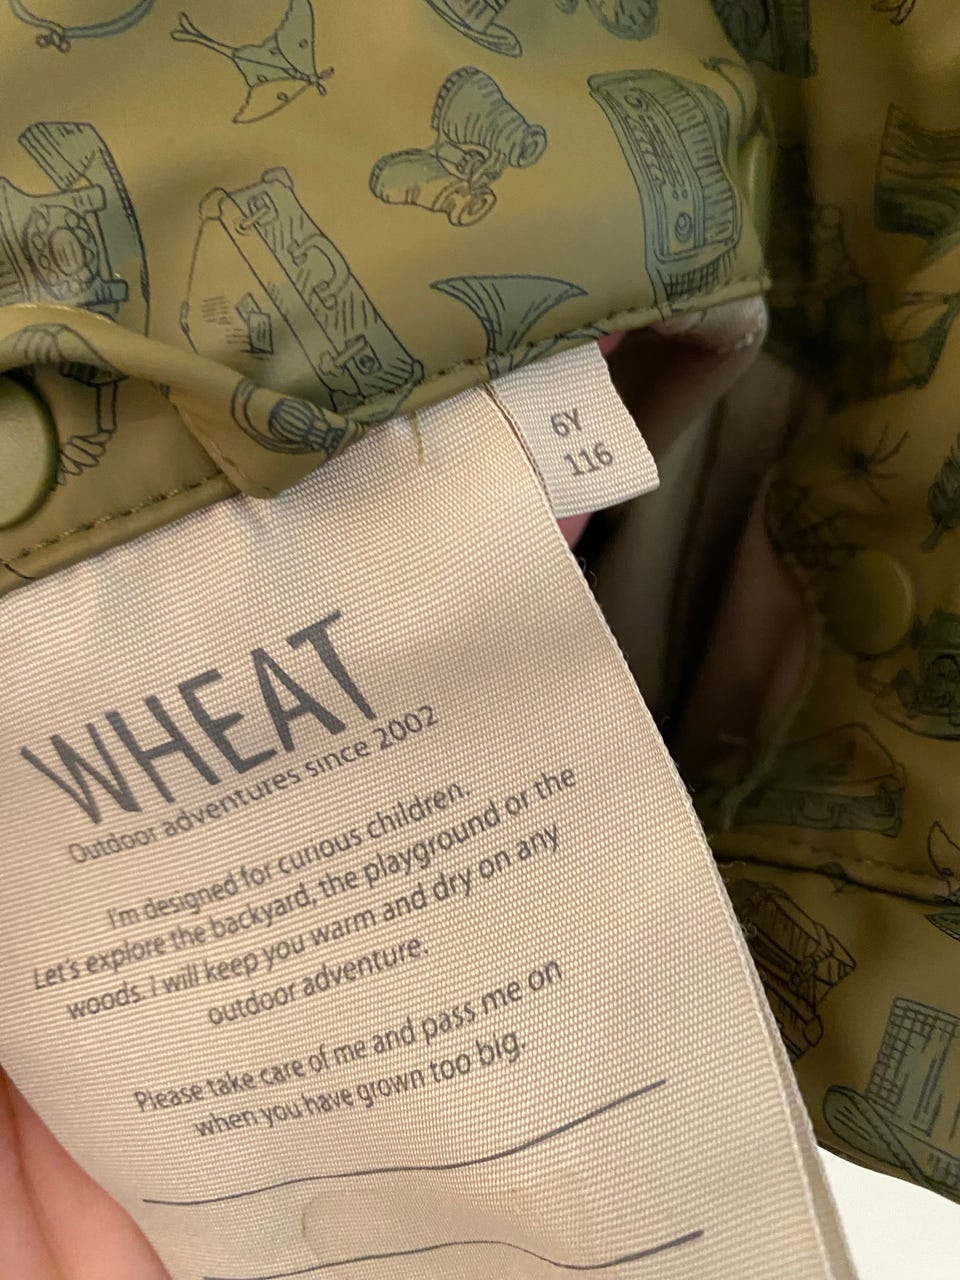 6Y
116
WHEAT
Outdoor adventures since 2002
I'm designed for curious children.
Let's explore the backyard, the playground or the
woods. I will keep you warm and dry on any
outdoor adventure.
Please take care of me and pass me on
when you have grown too big.